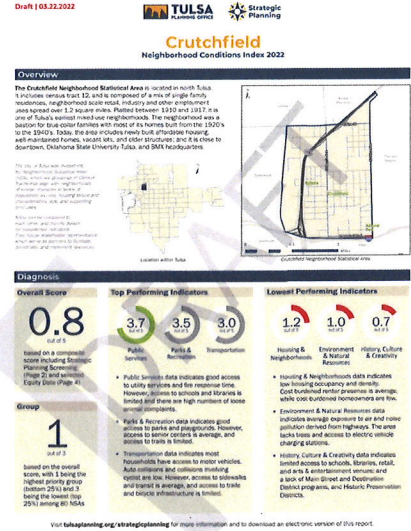 Draft | 03.22.2022
TULSA
PLANNING OFFICE
Strategic
Planning
Crutchfield
Neighborhood Conditions Index 2022
Overview
The Crutchfield Neighborhood Statistical Area is located in north Tulsa.
It includes census tract 12, and is composed of a mix of single family
residences, neighborhood scale retail, industry and other employment
uses spread over 1.2 square miles. Platted between 1910 and 1917, it is
one of Tulsa's earliest mixed-use neighborhoods. The neighborhood was a
bastion for blue collar families with most of its homes built from the 1920's
to the 1940's. Today, the area includes newly built affordable housing,
well-maintained homes, vacant lots, and older structures; and it is close to
downtown, Oklahoma State University-Tulsa, and BMX headquarters.
Location within Tulsa
Crutchfield Neighborhood Statistical Area
Diagnosis
Overall Score
0.8
out of 5
based on a composite
score including Strategic
Planning Screening
(Page 2) and selected
Equity Data (Page 4)
Group
1
out of 3
based on the overall
score, with 1 being the
highest priority group
(bottom 25%) and 3
being the lowest (top
25%) among 80 NSAs
Top Performing Indicators
3.7
out of 5
Public
Services
3.5
out of 5
Parks &
Recreation
3.0
out of 5
Transportation
• Public Services data indicates good access
to utility services and fire response time.
However, access to schools and libraries is
limited and there are high numbers of loose
animal complaints.
• Parks & Recreation data indicates good
access to parks and playgrounds. However,
access to senior centers is average, and
access to trails is limited.
• Transportation data indicates most
households have access to motor vehicles.
Auto collisions and collisions involving
cyclist are low. However, access to sidewalks
and transit is average, and access to trails
and bicycle infrastructure is limited.
Lowest Performing Indicators
1.2
out of 5
Housing &
Neighborhoods
1.0
out of 5
Environment
& Natural
Resources
0.7
out of 5
History, Culture
& Creativity
• Housing & Neighborhoods data indicates
low housing occupancy and density.
Cost burdened renter presence is average,
while cost burdened homeowners are few.
• Environment & Natural Resources data
indicates average exposure to air and noise
pollution derived from highways. The area
lacks trees and access to electric vehicle
charging stations.
• History, Culture & Creativity data indicates
limited access to schools, libraries, retail,
and arts & entertainment venues; and
a lack of Main Street and Destination
District programs, and Historic Preservation
Districts.
Visit tulsaplanning.org/strategicplanning for more information and to download an electronic version of this report.